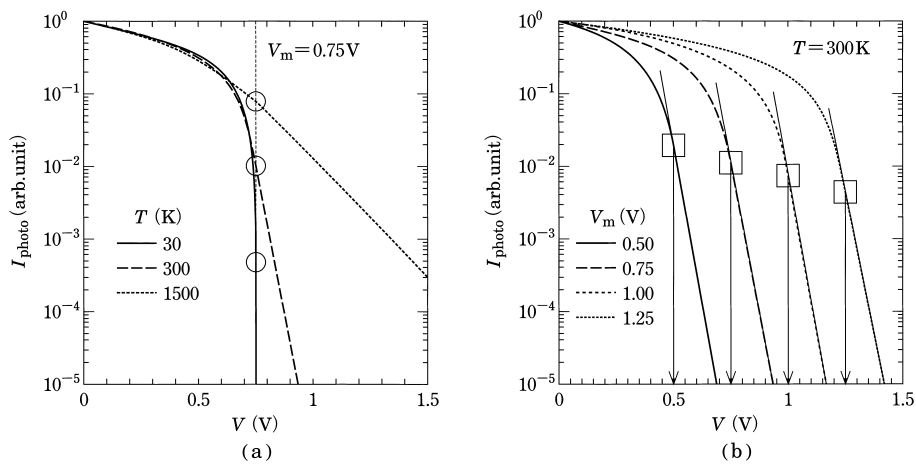 10^0
10^-1
10^-2
10^-3
10^-4
10^-5
I_photo (arb.unit)
V_m = 0.75V
T (K)
30
300
1500
0 0.5 1 1.5
V (V)
(a)
10^0
10^-1
10^-2
10^-3
10^-4
10^-5
I_photo (arb.unit)
T = 300K
V_m (V)
0.50
0.75
1.00
1.25
0 0.5 1 1.5
V (V)
(b)